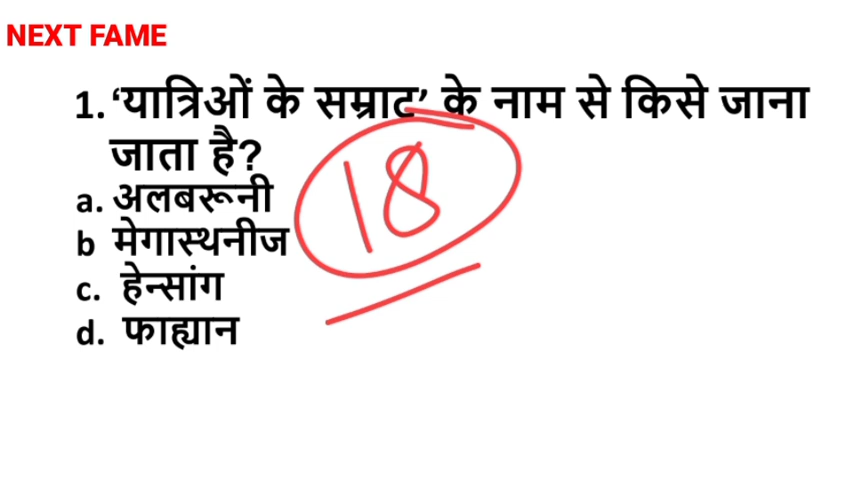 NEXT FAME
1. ‘यात्रिओं के सम्राट’ के नाम से किसे जाना
जाता है?
18
a. अलबरूनी
b मेगास्थनीज
c. हेन्सांग
d. फाह्यान